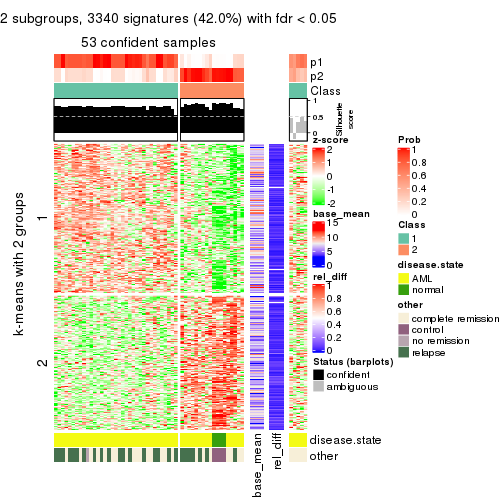 2 subgroups, 3340 signatures (42.0%) with fdr < 0.05
53 confident samples
p1
p2
Class
1
0.5
0
Silhouette
score
k-means with 2 groups
1
2
z-score
2
1
0
-1
-2
base_mean
15
10
5
0
rel_diff
1
0.8
0.6
0.4
0.2
0
Status (barplots)
confident
ambiguous
Prob
1
0.8
0.6
0.4
0.2
0
Class
1
2
disease.state
AML
normal
other
complete remission
control
no remission
relapse
disease.state
other
base_mean
rel_diff